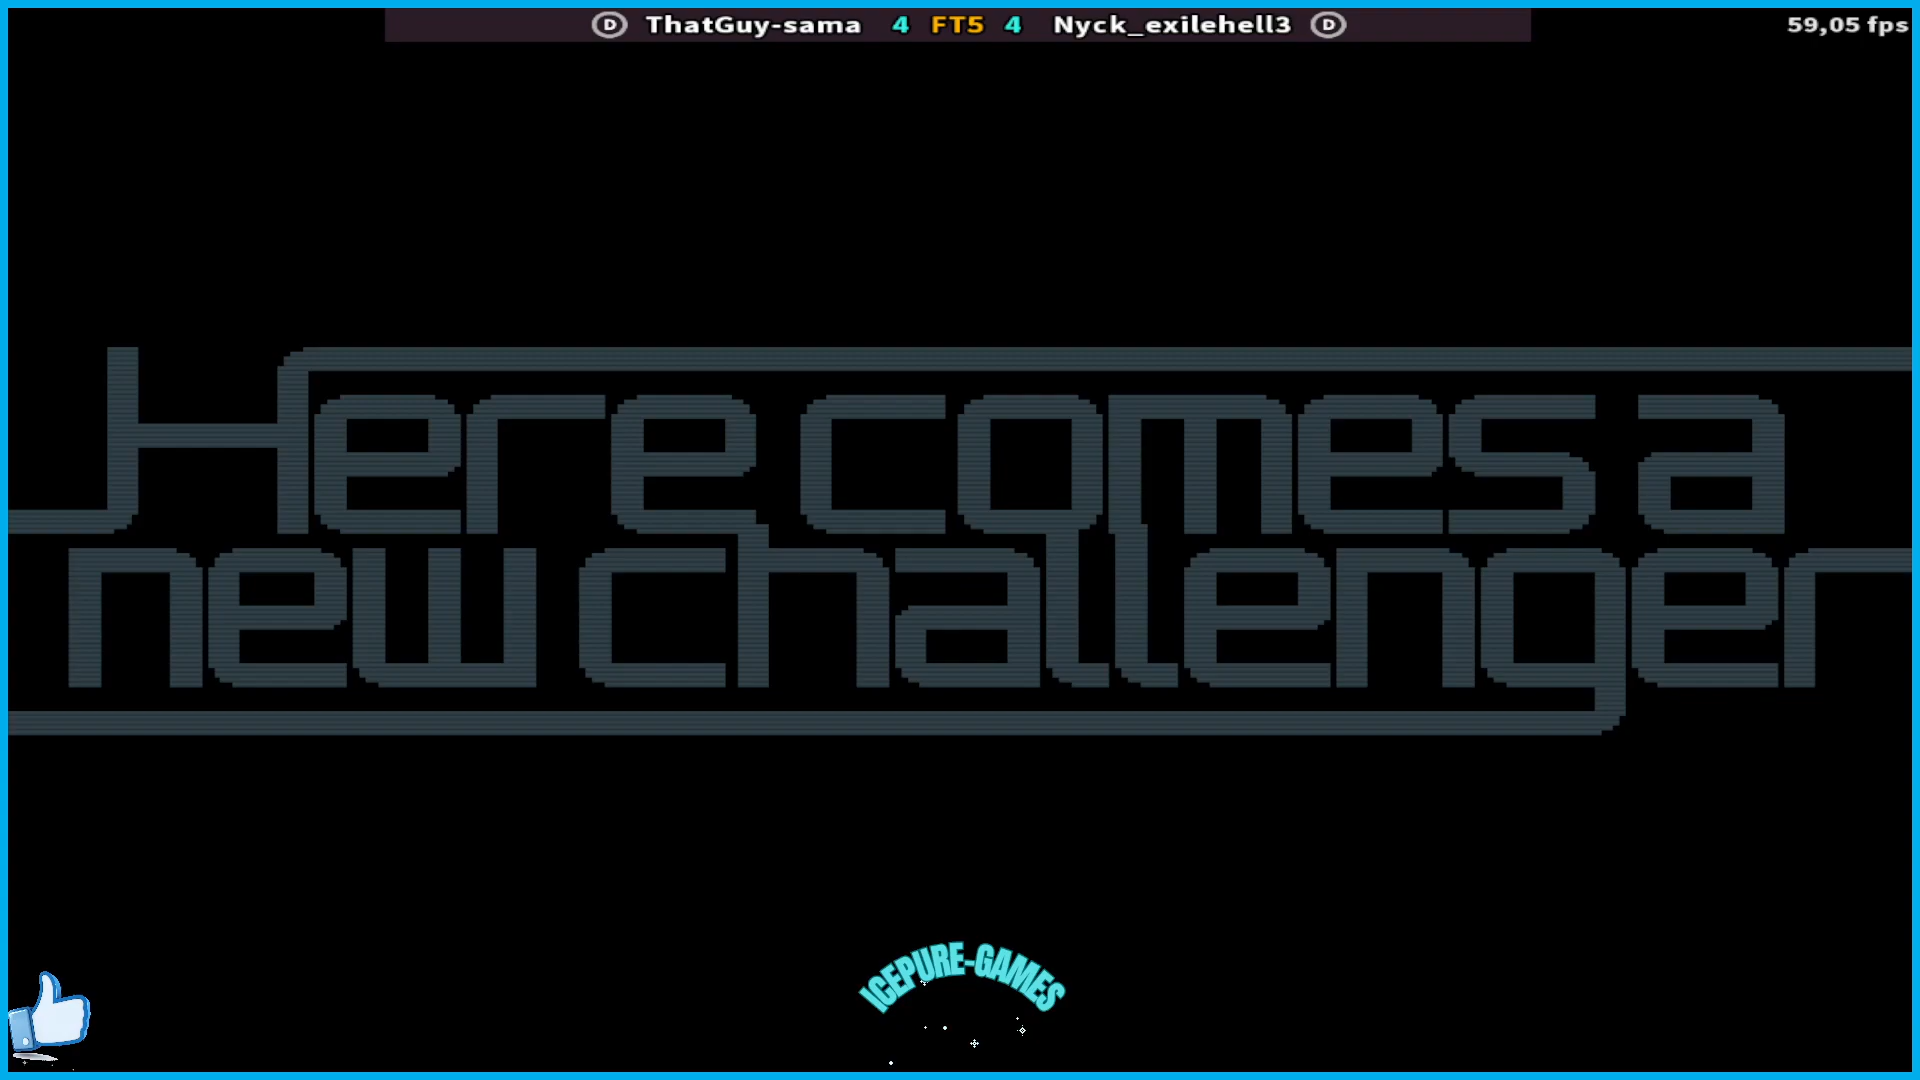 D ThatGuy-sama 4 FT5 4 Nyck_exilehell3 D
59,05 fps
Here comes a
new challenger
ICEPURE-GAMES